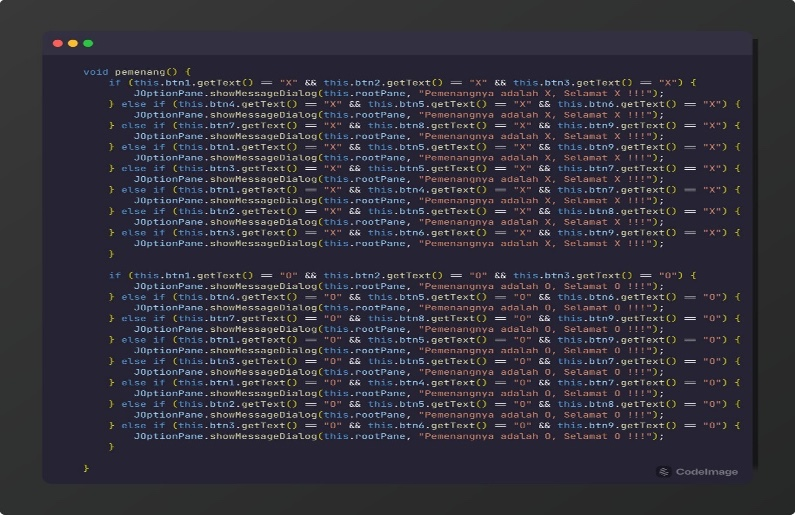 void pemenang() {
if (this.btn1.getText() == "X" && this.btn2.getText() == "X" && this.btn3.getText() == "X") {
JOptionPane.showMessageDialog(this.rootPane, "Pemenangnya adalah X, Selamat X !!!");
} else if (this.btn4.getText() == "X" && this.btn5.getText() == "X" && this.btn6.getText() == "X") {
JOptionPane.showMessageDialog(this.rootPane, "Pemenangnya adalah X, Selamat X !!!");
} else if (this.btn7.getText() == "X" && this.btn8.getText() == "X" && this.btn9.getText() == "X") {
JOptionPane.showMessageDialog(this.rootPane, "Pemenangnya adalah X, Selamat X !!!");
} else if (this.btn1.getText() == "X" && this.btn5.getText() == "X" && this.btn9.getText() == "X") {
JOptionPane.showMessageDialog(this.rootPane, "Pemenangnya adalah X, Selamat X !!!");
} else if (this.btn3.getText() == "X" && this.btn5.getText() == "X" && this.btn7.getText() == "X") {
JOptionPane.showMessageDialog(this.rootPane, "Pemenangnya adalah X, Selamat X !!!");
} else if (this.btn1.getText() == "X" && this.btn4.getText() == "X" && this.btn7.getText() == "X") {
JOptionPane.showMessageDialog(this.rootPane, "Pemenangnya adalah X, Selamat X !!!");
} else if (this.btn2.getText() == "X" && this.btn5.getText() == "X" && this.btn8.getText() == "X") {
JOptionPane.showMessageDialog(this.rootPane, "Pemenangnya adalah X, Selamat X !!!");
} else if (this.btn3.getText() == "X" && this.btn6.getText() == "X" && this.btn9.getText() == "X") {
JOptionPane.showMessageDialog(this.rootPane, "Pemenangnya adalah X, Selamat X !!!");
}
if (this.btn1.getText() == "O" && this.btn2.getText() == "O" && this.btn3.getText() == "O") {
JOptionPane.showMessageDialog(this.rootPane, "Pemenangnya adalah O, Selamat O !!!");
} else if (this.btn4.getText() == "O" && this.btn5.getText() == "O" && this.btn6.getText() == "O") {
JOptionPane.showMessageDialog(this.rootPane, "Pemenangnya adalah O, Selamat O !!!");
} else if (this.btn7.getText() == "O" && this.btn8.getText() == "O" && this.btn9.getText() == "O") {
JOptionPane.showMessageDialog(this.rootPane, "Pemenangnya adalah O, Selamat O !!!");
} else if (this.btn1.getText() == "O" && this.btn5.getText() == "O" && this.btn9.getText() == "O") {
JOptionPane.showMessageDialog(this.rootPane, "Pemenangnya adalah O, Selamat O !!!");
} else if (this.btn3.getText() == "O" && this.btn5.getText() == "O" && this.btn7.getText() == "O") {
JOptionPane.showMessageDialog(this.rootPane, "Pemenangnya adalah O, Selamat O !!!");
} else if (this.btn1.getText() == "O" && this.btn4.getText() == "O" && this.btn7.getText() == "O") {
JOptionPane.showMessageDialog(this.rootPane, "Pemenangnya adalah O, Selamat O !!!");
} else if (this.btn2.getText() == "O" && this.btn5.getText() == "O" && this.btn8.getText() == "O") {
JOptionPane.showMessageDialog(this.rootPane, "Pemenangnya adalah O, Selamat O !!!");
} else if (this.btn3.getText() == "O" && this.btn6.getText() == "O" && this.btn9.getText() == "O") {
JOptionPane.showMessageDialog(this.rootPane, "Pemenangnya adalah O, Selamat O !!!");
}
}
CodeImage